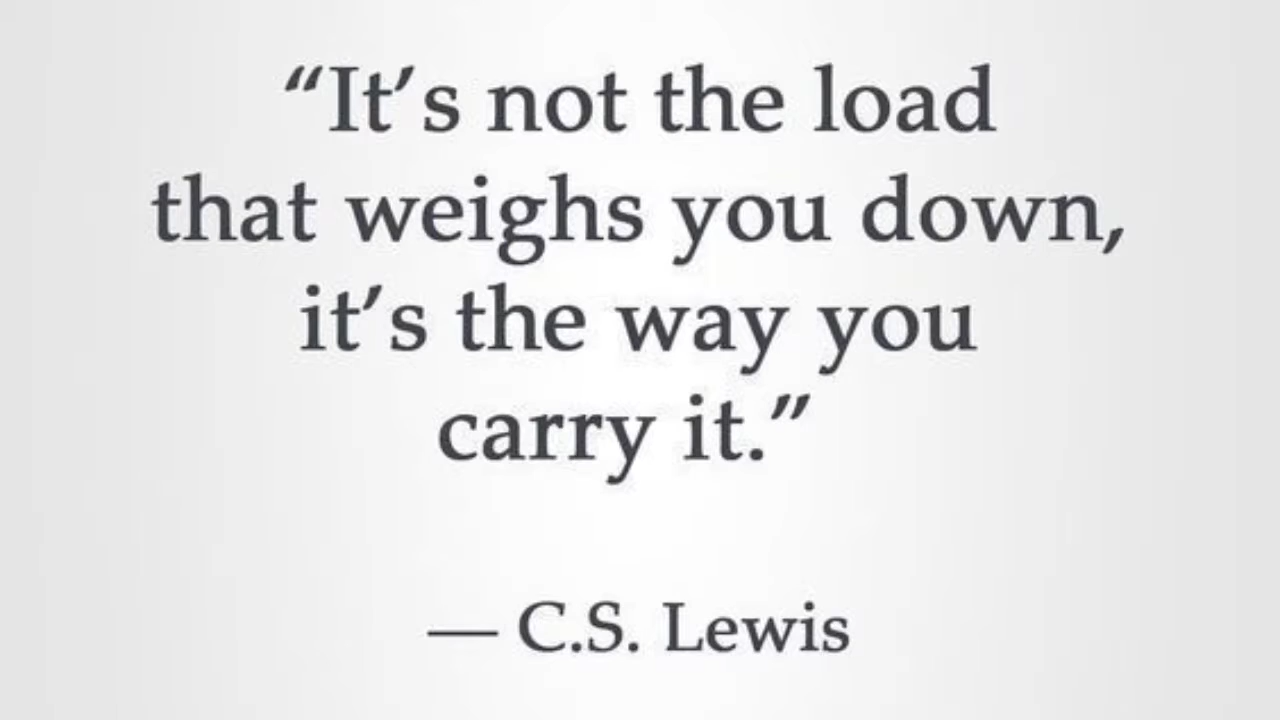 “It’s not the load
that weighs you down,
it’s the way you
carry it.”
— C.S. Lewis